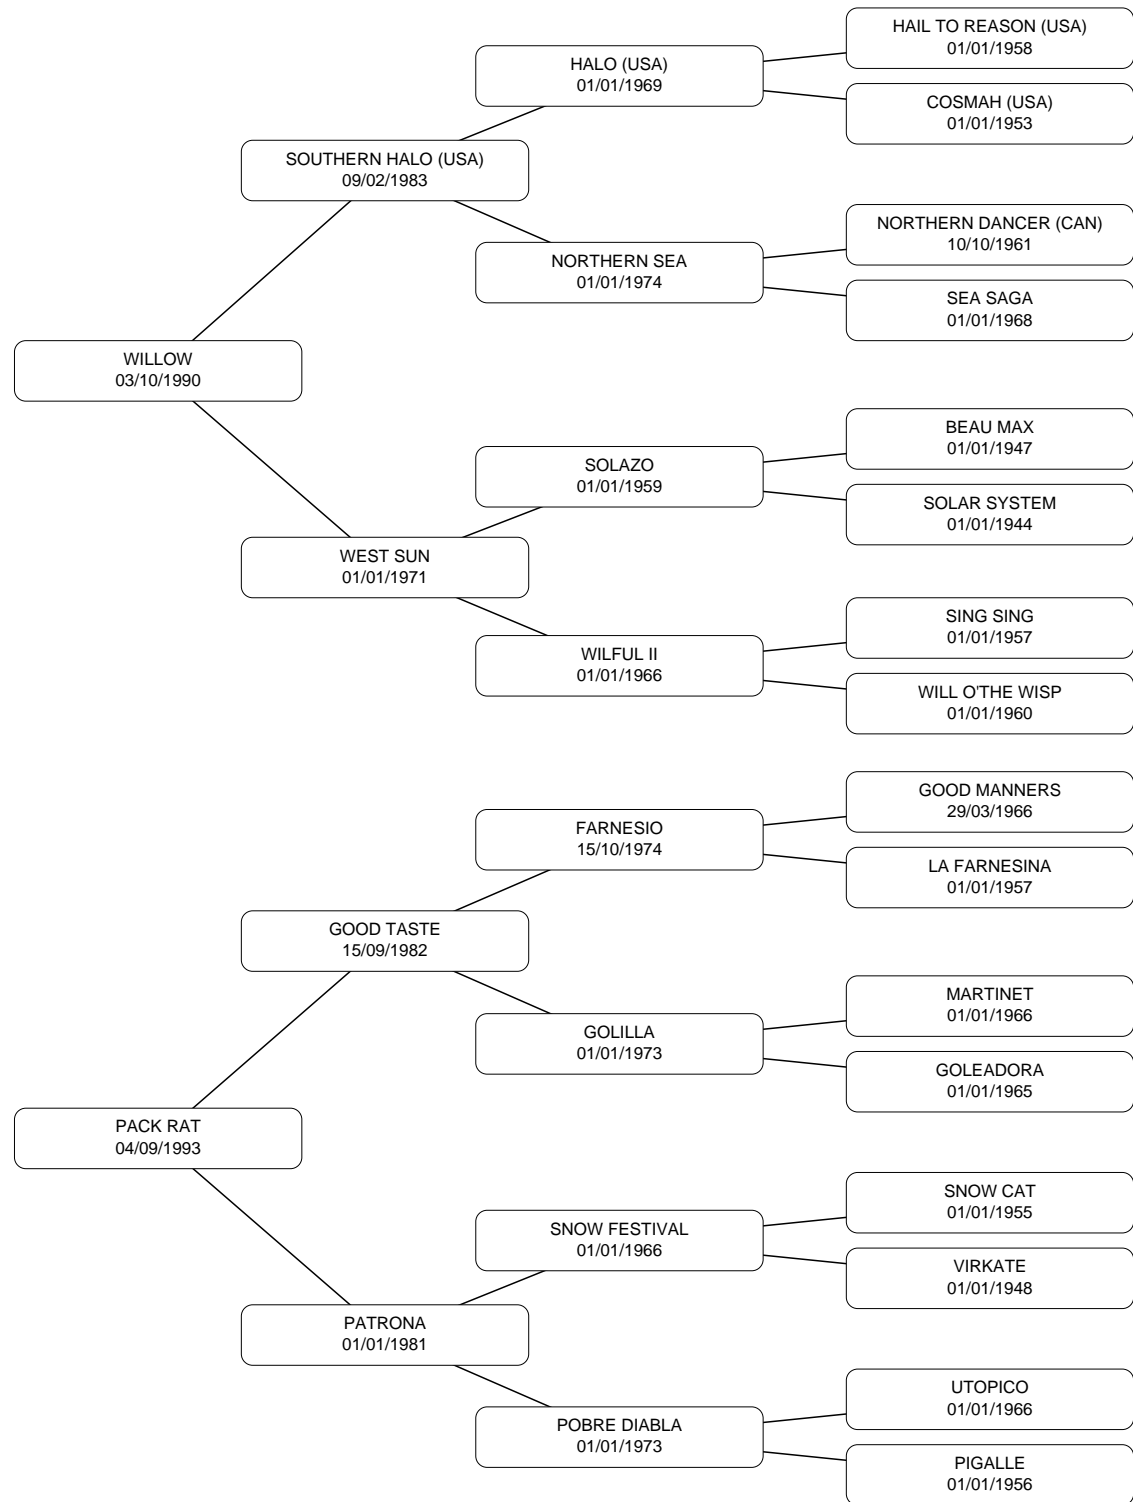 HAIL TO REASON (USA)
01/01/1958
HALO (USA)
01/01/1969
COSMAH (USA)
01/01/1953
SOUTHERN HALO (USA)
09/02/1983
NORTHERN DANCER (CAN)
10/10/1961
NORTHERN SEA
01/01/1974
SEA SAGA
01/01/1968
WILLOW
03/10/1990
BEAU MAX
01/01/1947
SOLAZO
01/01/1959
SOLAR SYSTEM
01/01/1944
WEST SUN
01/01/1971
SING SING
01/01/1957
WILFUL II
01/01/1966
WILL O'THE WISP
01/01/1960
GOOD MANNERS
29/03/1966
FARNESIO
15/10/1974
LA FARNESINA
01/01/1957
GOOD TASTE
15/09/1982
MARTINET
01/01/1966
GOLILLA
01/01/1973
GOLEADORA
01/01/1965
PACK RAT
04/09/1993
SNOW CAT
01/01/1955
SNOW FESTIVAL
01/01/1966
VIRKATE
01/01/1948
PATRONA
01/01/1981
UTOPICO
01/01/1966
POBRE DIABLA
01/01/1973
PIGALLE
01/01/1956